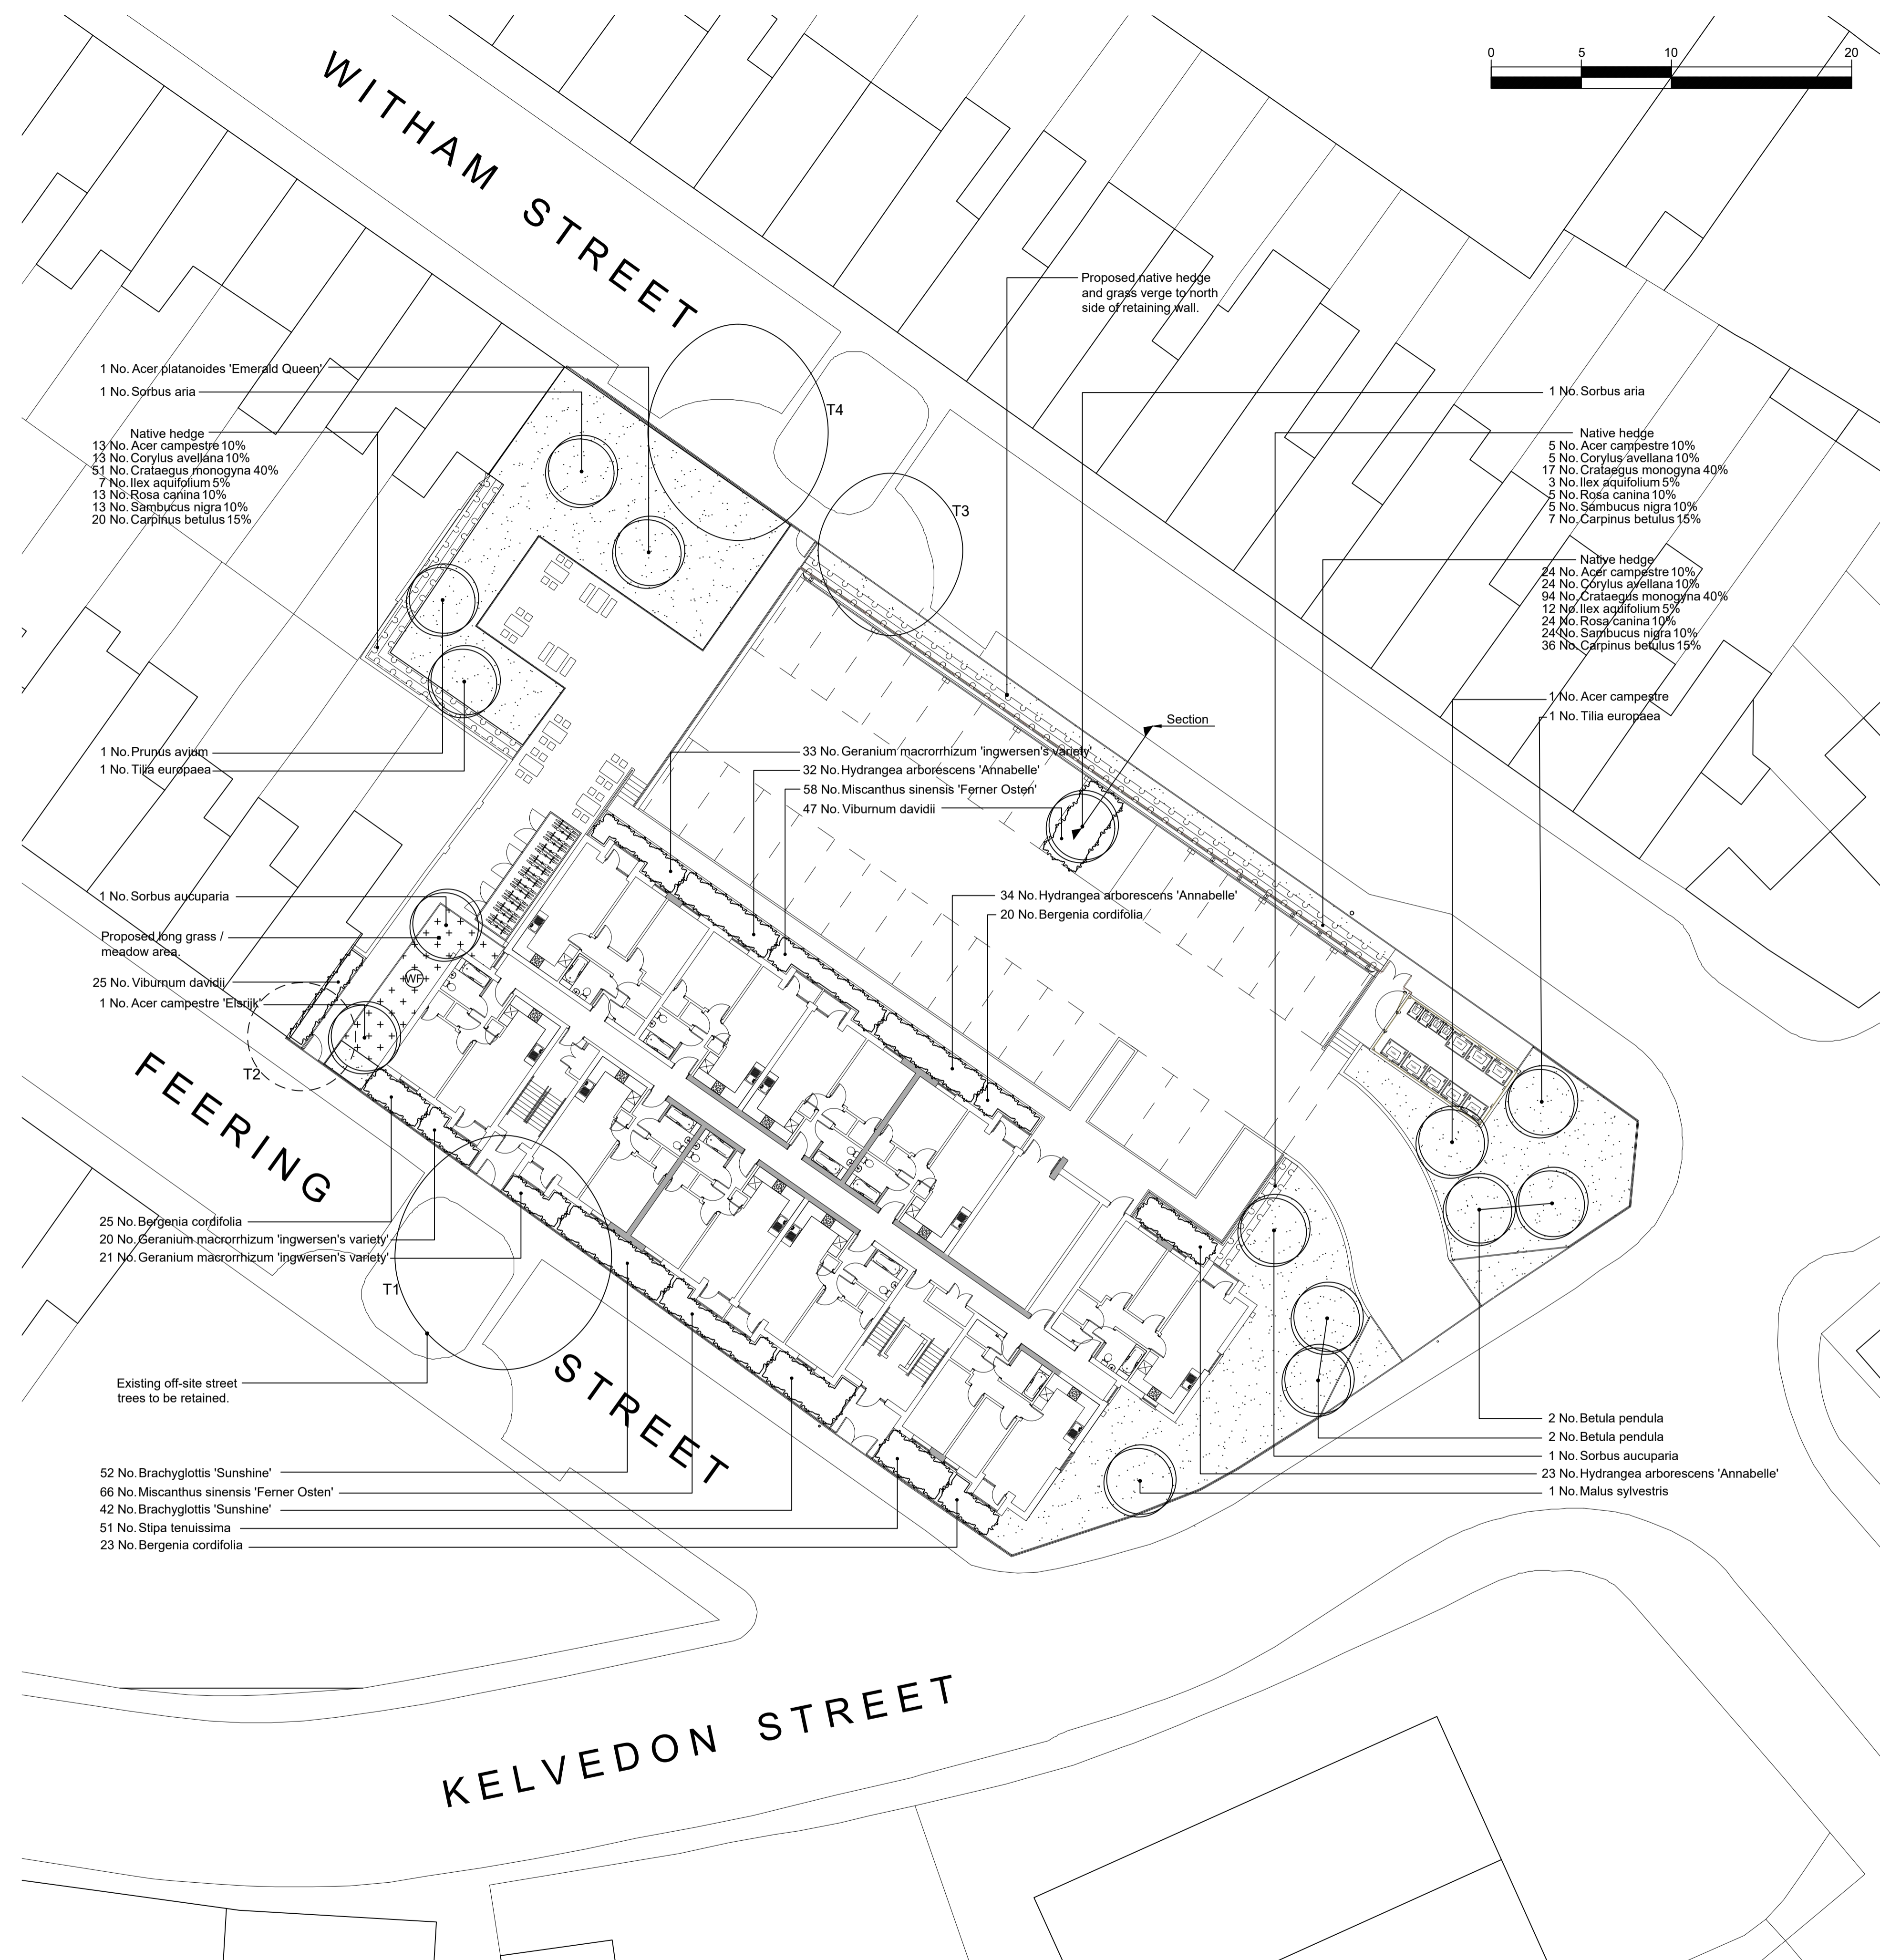 0 5 10 20
WITHAM STREET
Proposed native hedge
and grass verge to north
side of retaining wall.
1 No. Acer platanoides 'Emerald Queen'
1 No. Sorbus aria
Native hedge
13 No. Acer campestre 10%
13 No. Corylus avellana 10%
51 No. Crataegus monogyna 40%
7 No. Ilex aquifolium 5%
13 No. Rosa canina 10%
13 No. Sambucus nigra 10%
20 No. Carpinus betulus 15%
T4
T3
1 No. Sorbus aria
Native hedge
5 No. Acer campestre 10%
5 No. Corylus avellana 10%
17 No. Crataegus monogyna 40%
3 No. Ilex aquifolium 5%
5 No. Rosa canina 10%
5 No. Sambucus nigra 10%
7 No. Carpinus betulus 15%
Native hedge
24 No. Acer campestre 10%
24 No. Corylus avellana 10%
94 No. Crataegus monogyna 40%
12 No. Ilex aquifolium 5%
24 No. Rosa canina 10%
24 No. Sambucus nigra 10%
36 No. Carpinus betulus 15%
1 No. Acer campestre
1 No. Tilia europaea
Section
1 No. Prunus avium
1 No. Tilia europaea
33 No. Geranium macrorrhizum 'ingwersen's variety'
32 No. Hydrangea arborescens 'Annabelle'
58 No. Miscanthus sinensis 'Ferner Osten'
47 No. Viburnum davidii
34 No. Hydrangea arborescens 'Annabelle'
20 No. Bergenia cordifolia
1 No. Sorbus aucuparia
Proposed long grass /
meadow area.
WF
25 No. Viburnum davidii
1 No. Acer campestre 'Elsrijk'
T2
FEERING STREET
25 No. Bergenia cordifolia
20 No. Geranium macrorrhizum 'ingwersen's variety'
21 No. Geranium macrorrhizum 'ingwersen's variety'
T1
Existing off-site street
trees to be retained.
52 No. Brachyglottis 'Sunshine'
66 No. Miscanthus sinensis 'Ferner Osten'
42 No. Brachyglottis 'Sunshine'
51 No. Stipa tenuissima
23 No. Bergenia cordifolia
2 No. Betula pendula
2 No. Betula pendula
1 No. Sorbus aucuparia
23 No. Hydrangea arborescens 'Annabelle'
1 No. Malus sylvestris
KELVEDON STREET